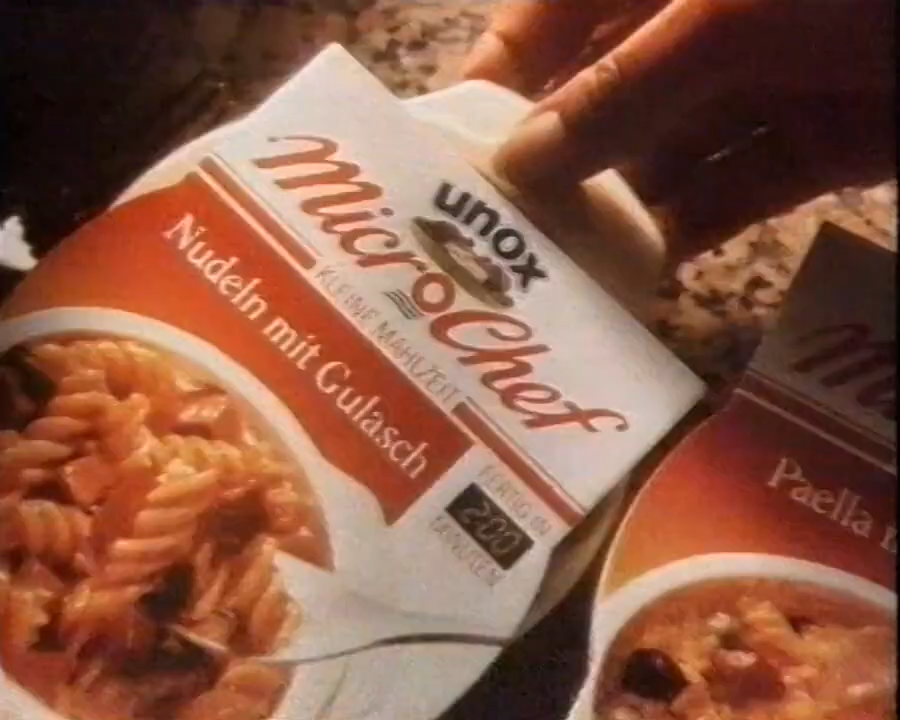 unox
Micro Chef
KLEINE MAHLZEIT
Nudeln mit Gulasch
FERTIG IN
2:00
MINUTEN
Paella